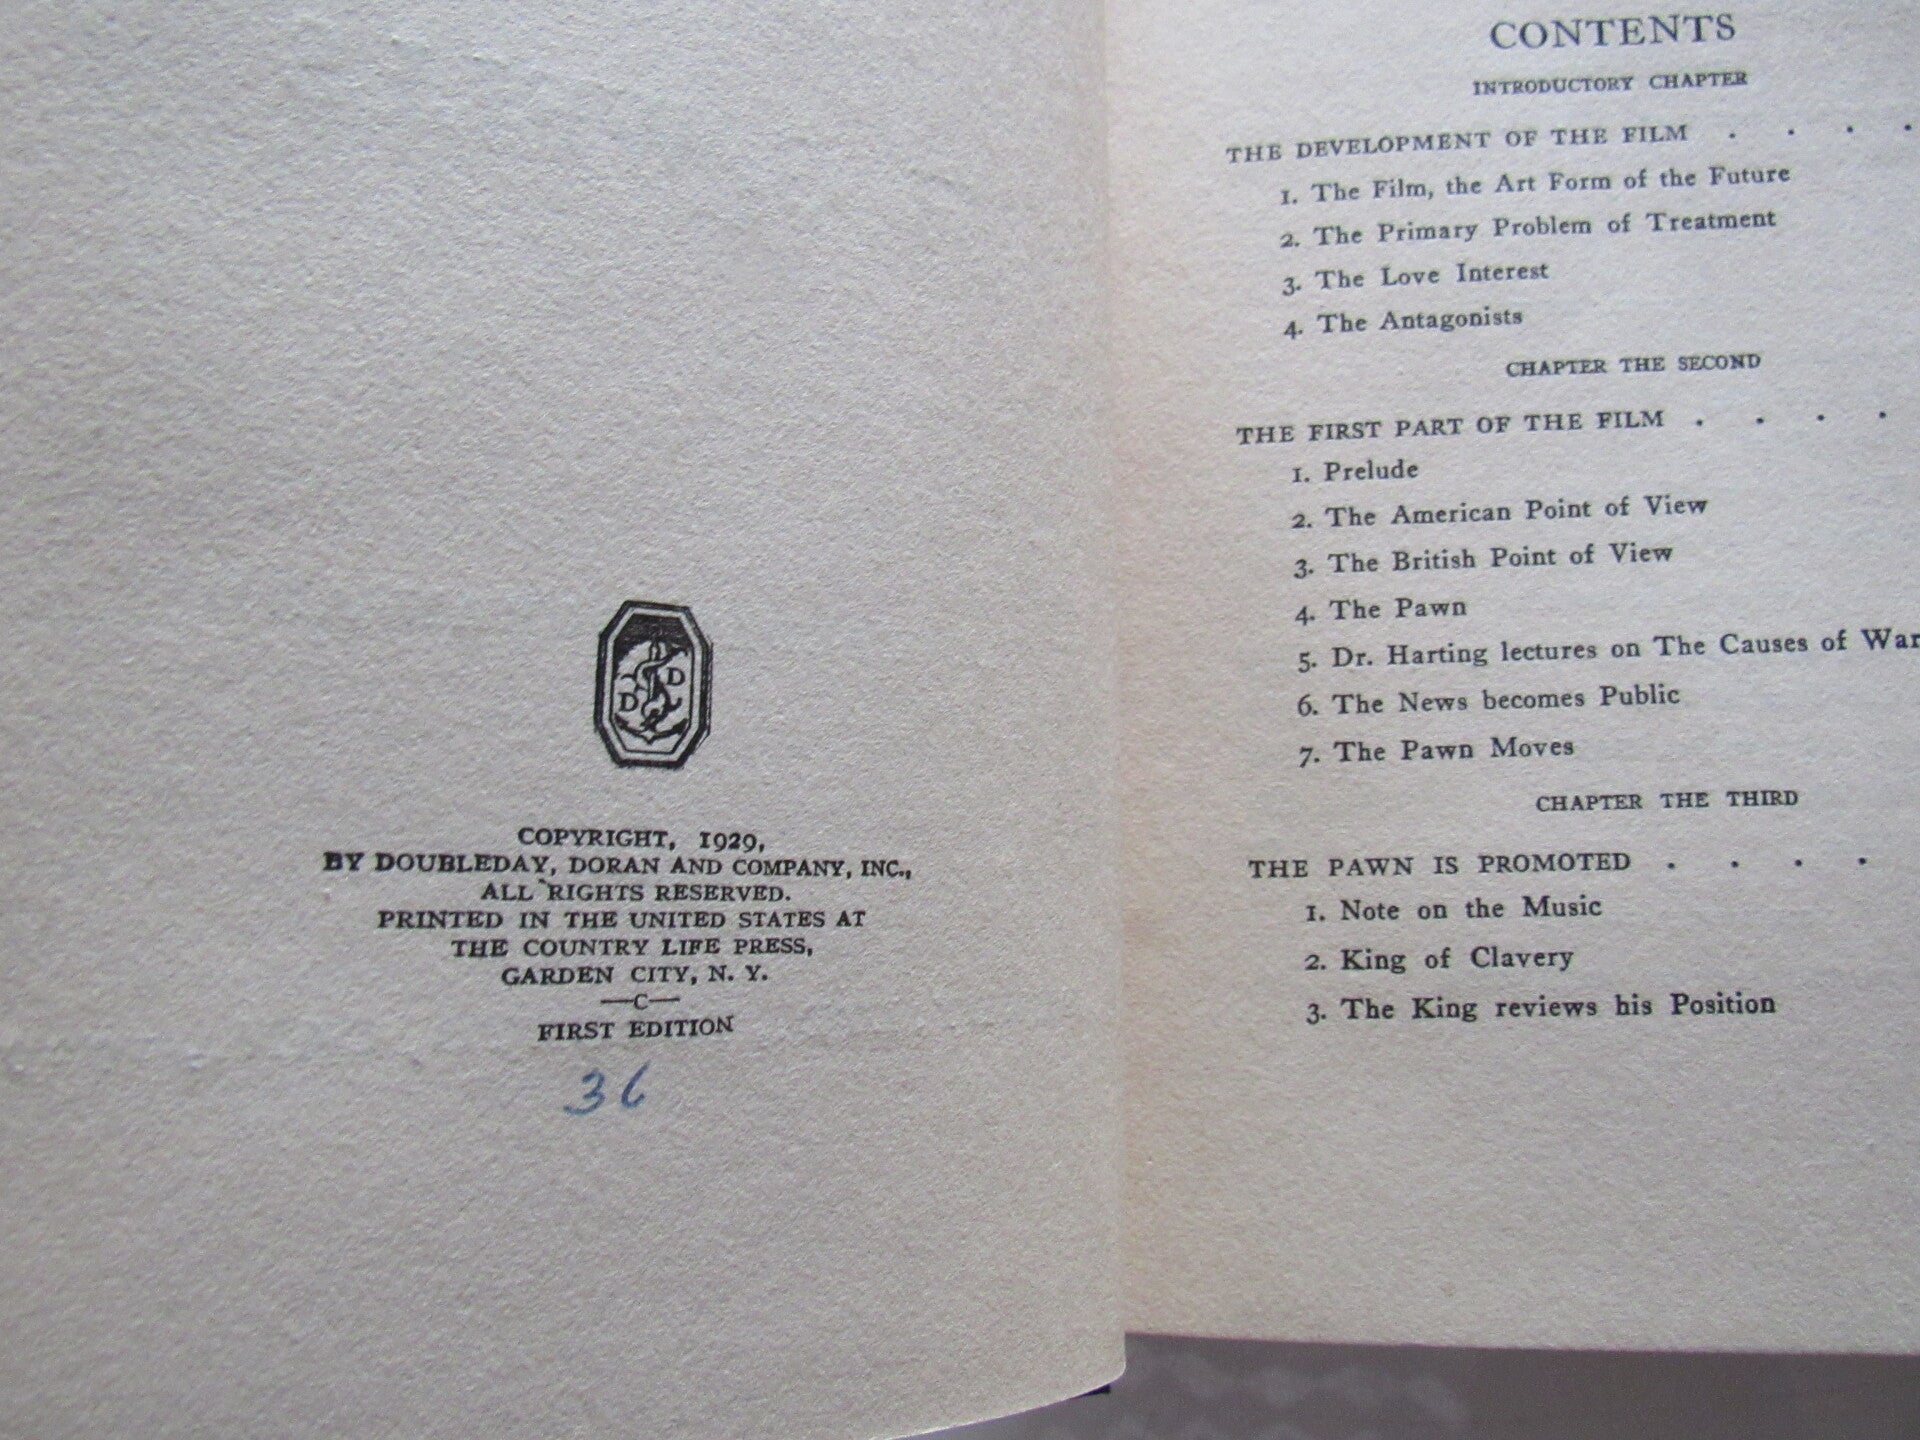 D D
COPYRIGHT, 1929,
BY DOUBLEDAY, DORAN AND COMPANY, INC.,
ALL RIGHTS RESERVED.
PRINTED IN THE UNITED STATES AT
THE COUNTRY LIFE PRESS,
GARDEN CITY, N. Y.
—C—
FIRST EDITION
36
CONTENTS
INTRODUCTORY CHAPTER
THE DEVELOPMENT OF THE FILM . . . .
1. The Film, the Art Form of the Future
2. The Primary Problem of Treatment
3. The Love Interest
4. The Antagonists
CHAPTER THE SECOND
THE FIRST PART OF THE FILM . . . .
1. Prelude
2. The American Point of View
3. The British Point of View
4. The Pawn
5. Dr. Harting lectures on The Causes of War
6. The News becomes Public
7. The Pawn Moves
CHAPTER THE THIRD
THE PAWN IS PROMOTED . . . .
1. Note on the Music
2. King of Clavery
3. The King reviews his Position